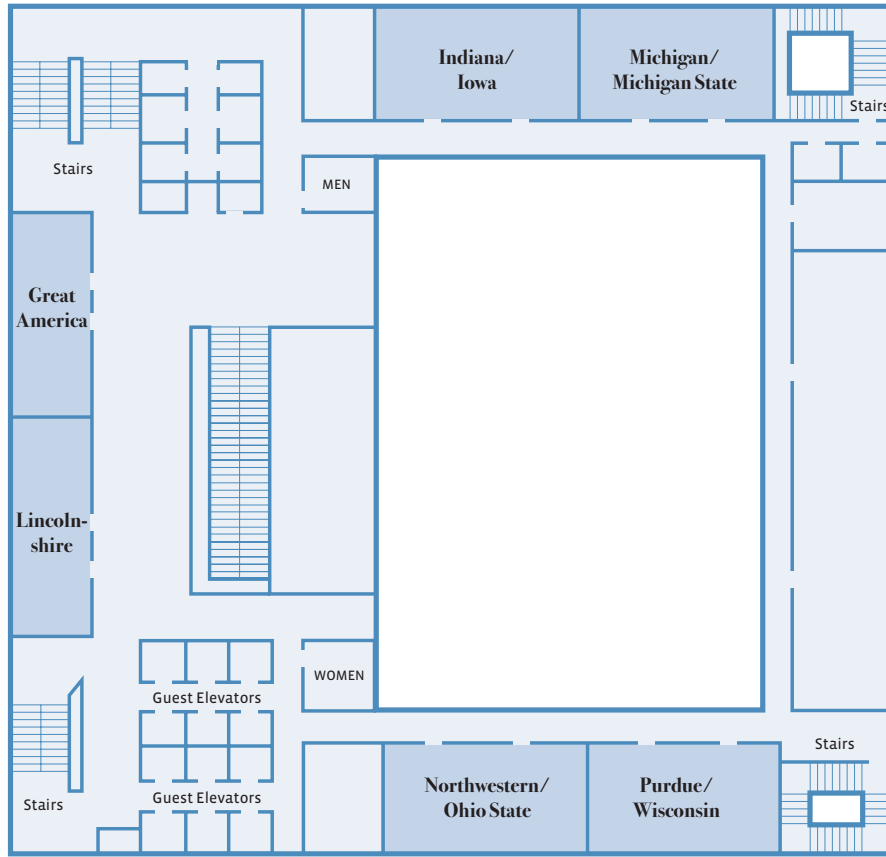 Indiana/
Iowa
Michigan/
Michigan State
Stairs
Stairs
MEN
Great
America
Lincoln-
shire
WOMEN
Guest Elevators
Stairs
Northwestern/
Ohio State
Purdue/
Wisconsin
Guest Elevators
Stairs